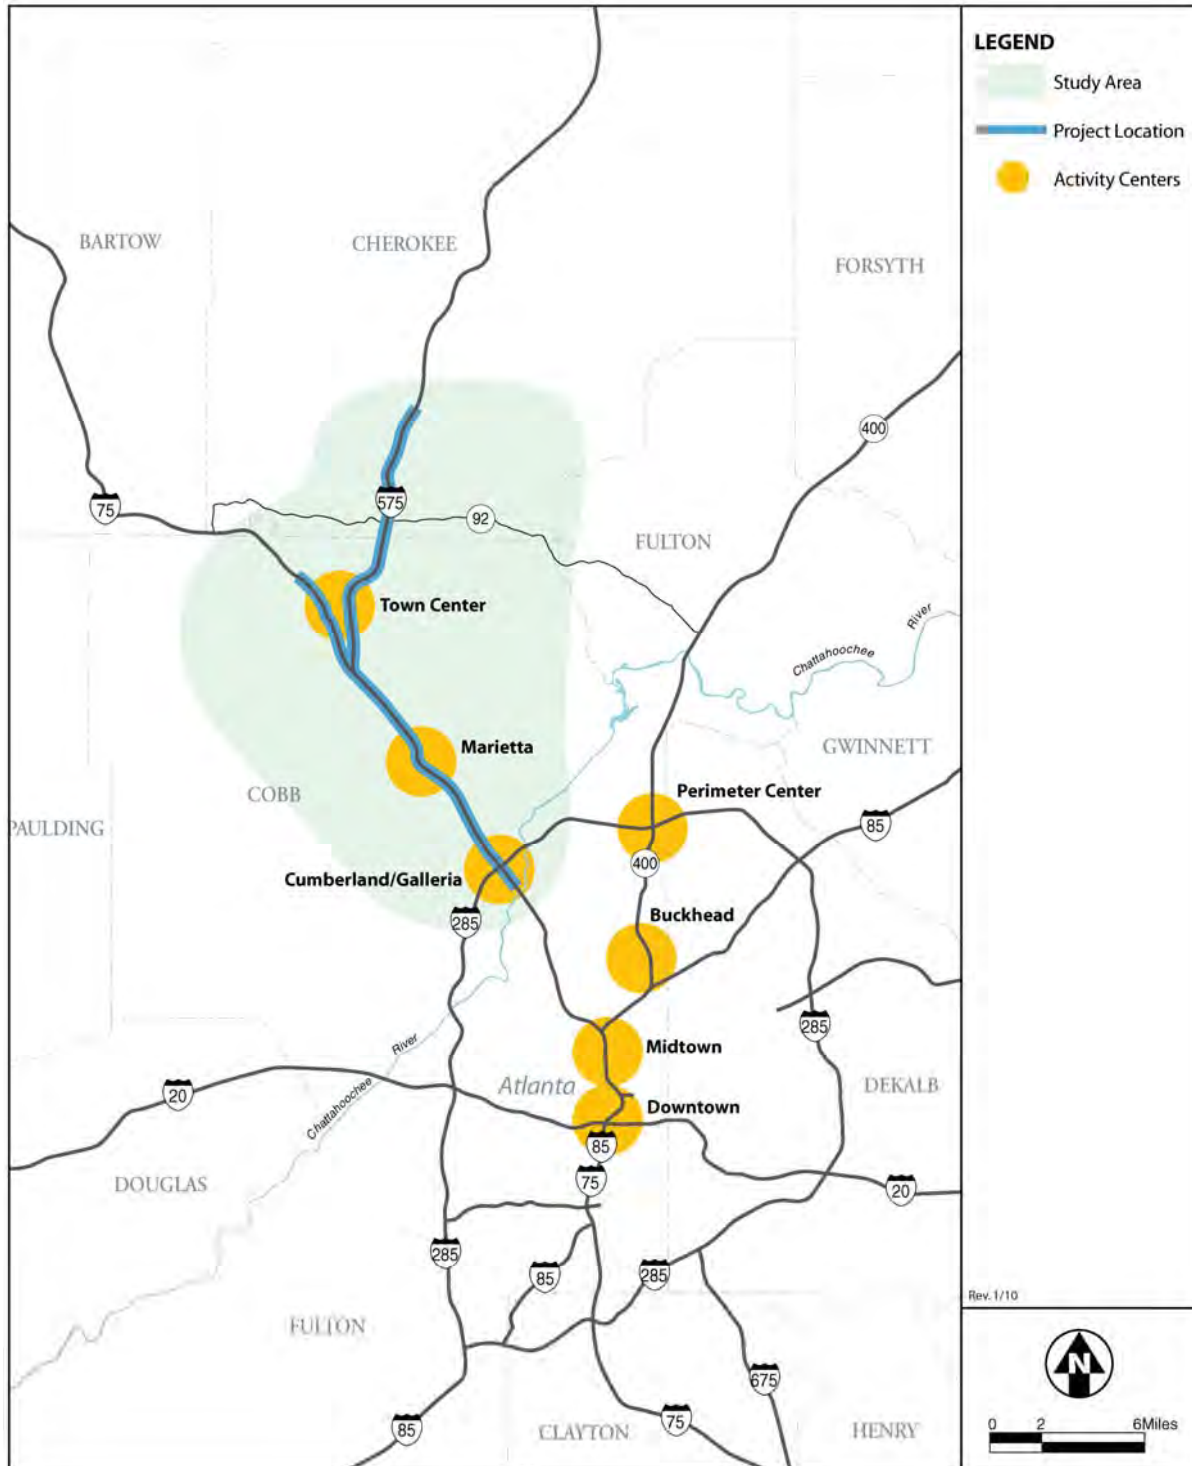 LEGEND
Study Area
Project Location
Activity Centers
BARTOW
CHEROKEE
FORSYTH
400
75
575
92
FULTON
Town Center
River
Chattahoochee
Marietta
GWINNETT
COBB
Perimeter Center
PAULDING
85
400
Cumberland/Galleria
Buckhead
285
285
River
Midtown
Atlanta
DEKALB
20
Chattahoochee
Downtown
85
75
20
DOUGLAS
285
85
285
Rev. 1/10
FULTON
N
675
75
85
CLAYTON
HENRY
0 2 6Miles